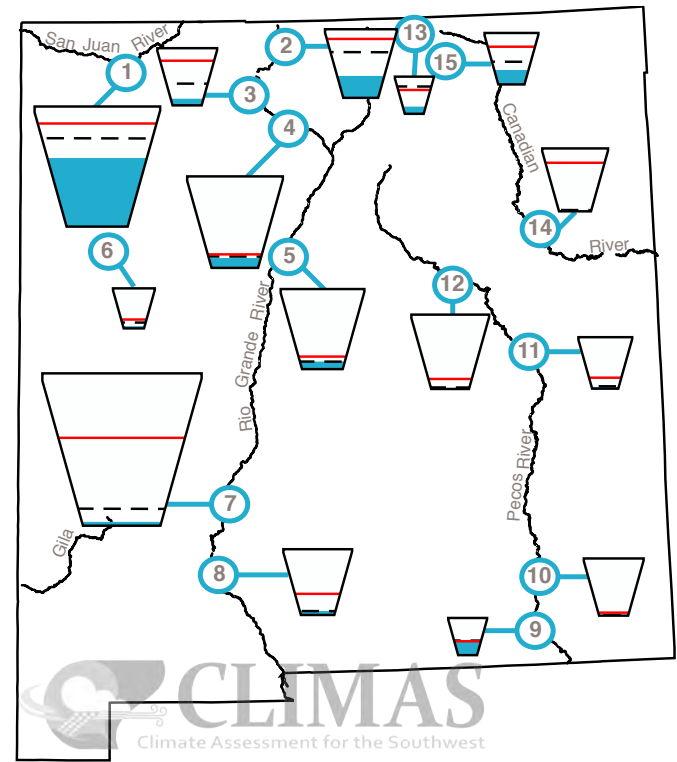 San Juan River
1
2
13
15
3
4
Canadian
14
River
5
6
12
Rio Grande River
11
Pecos River
7
Gila
8
10
9
CLIMAS
Climate Assessment for the Southwest